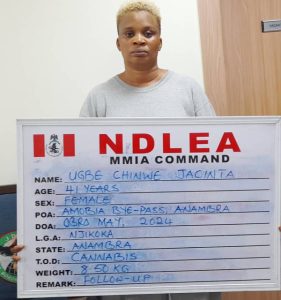 NDLEA
MMIA COMMAND
NAME: UGBE CHINWE JACINTA
AGE: 41 YEARS
SEX: FEMALE
POA: AMOBIA BYE-PASS, ANAMBRA
DOA: 08TH MAY, 2024
L.G.A: NJIKOKA
STATE: ANAMBRA
T.O.D: CANNABIS
WEIGHT: 8.50 KG
REMARK: FOLLOW-UP